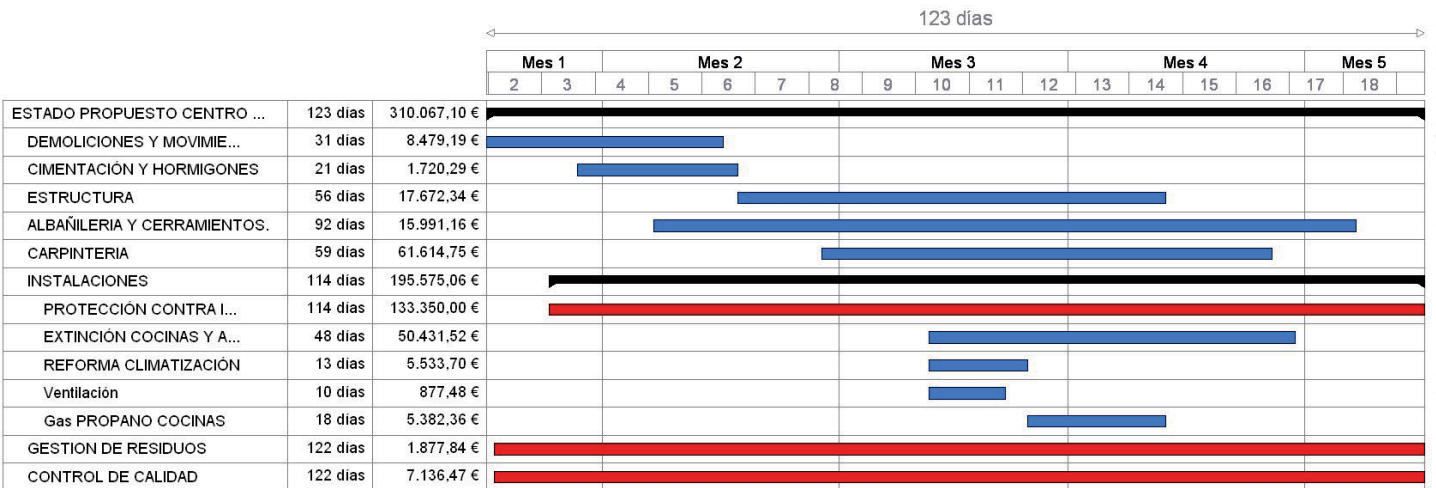 123 días
Mes 1 Mes 2 Mes 3 Mes 4 Mes 5
2 3 4 5 6 7 8 9 10 11 12 13 14 15 16 17 18
ESTADO PROPUESTO CENTRO ... 123 días 310.067,10 €
DEMOLICIONES Y MOVIMIE... 31 días 8.479,19 €
CIMENTACIÓN Y HORMIGONES 21 días 1.720,29 €
ESTRUCTURA 56 días 17.672,34 €
ALBAÑILERIA Y CERRAMIENTOS. 92 días 15.991,16 €
CARPINTERIA 59 días 61.614,75 €
INSTALACIONES 114 días 195.575,06 €
PROTECCIÓN CONTRA I... 114 días 133.350,00 €
EXTINCIÓN COCINAS Y A... 48 días 50.431,52 €
REFORMA CLIMATIZACIÓN 13 días 5.533,70 €
Ventilación 10 días 877,48 €
Gas PROPANO COCINAS 18 días 5.382,36 €
GESTION DE RESIDUOS 122 días 1.877,84 €
CONTROL DE CALIDAD 122 días 7.136,47 €